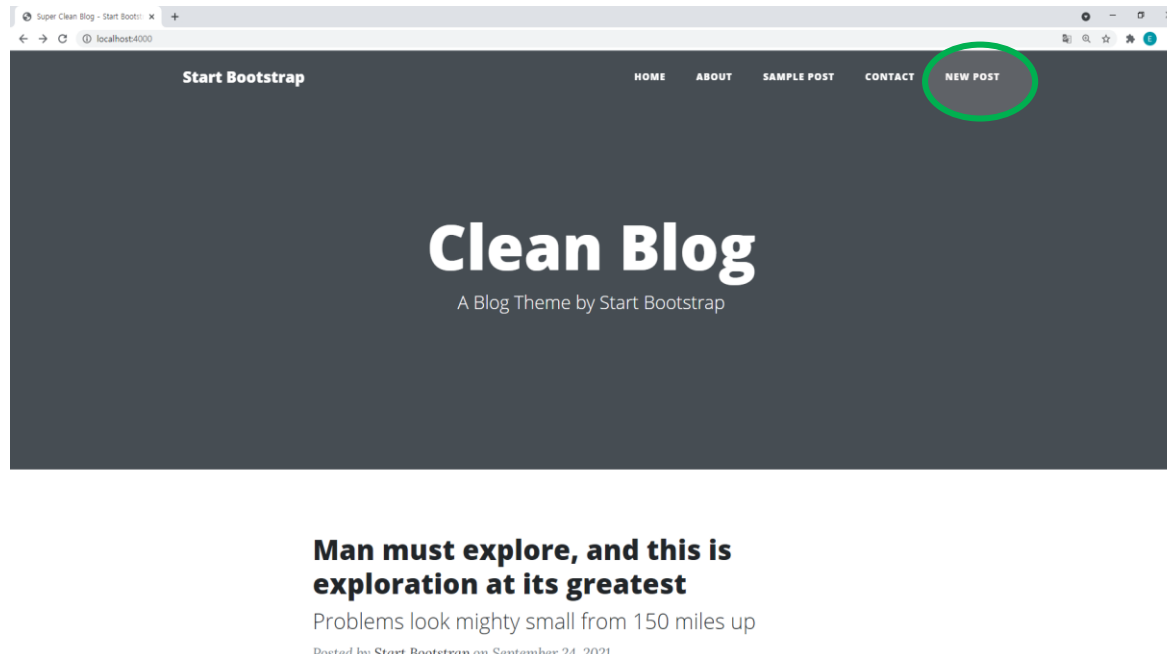 Super Clean Blog - Start Bootst
localhost:4000
E
Start Bootstrap
HOME ABOUT SAMPLE POST CONTACT NEW POST
Clean Blog
A Blog Theme by Start Bootstrap
Man must explore, and this is
exploration at its greatest
Problems look mighty small from 150 miles up
Posted by Start Bootstrap on September 24, 2021